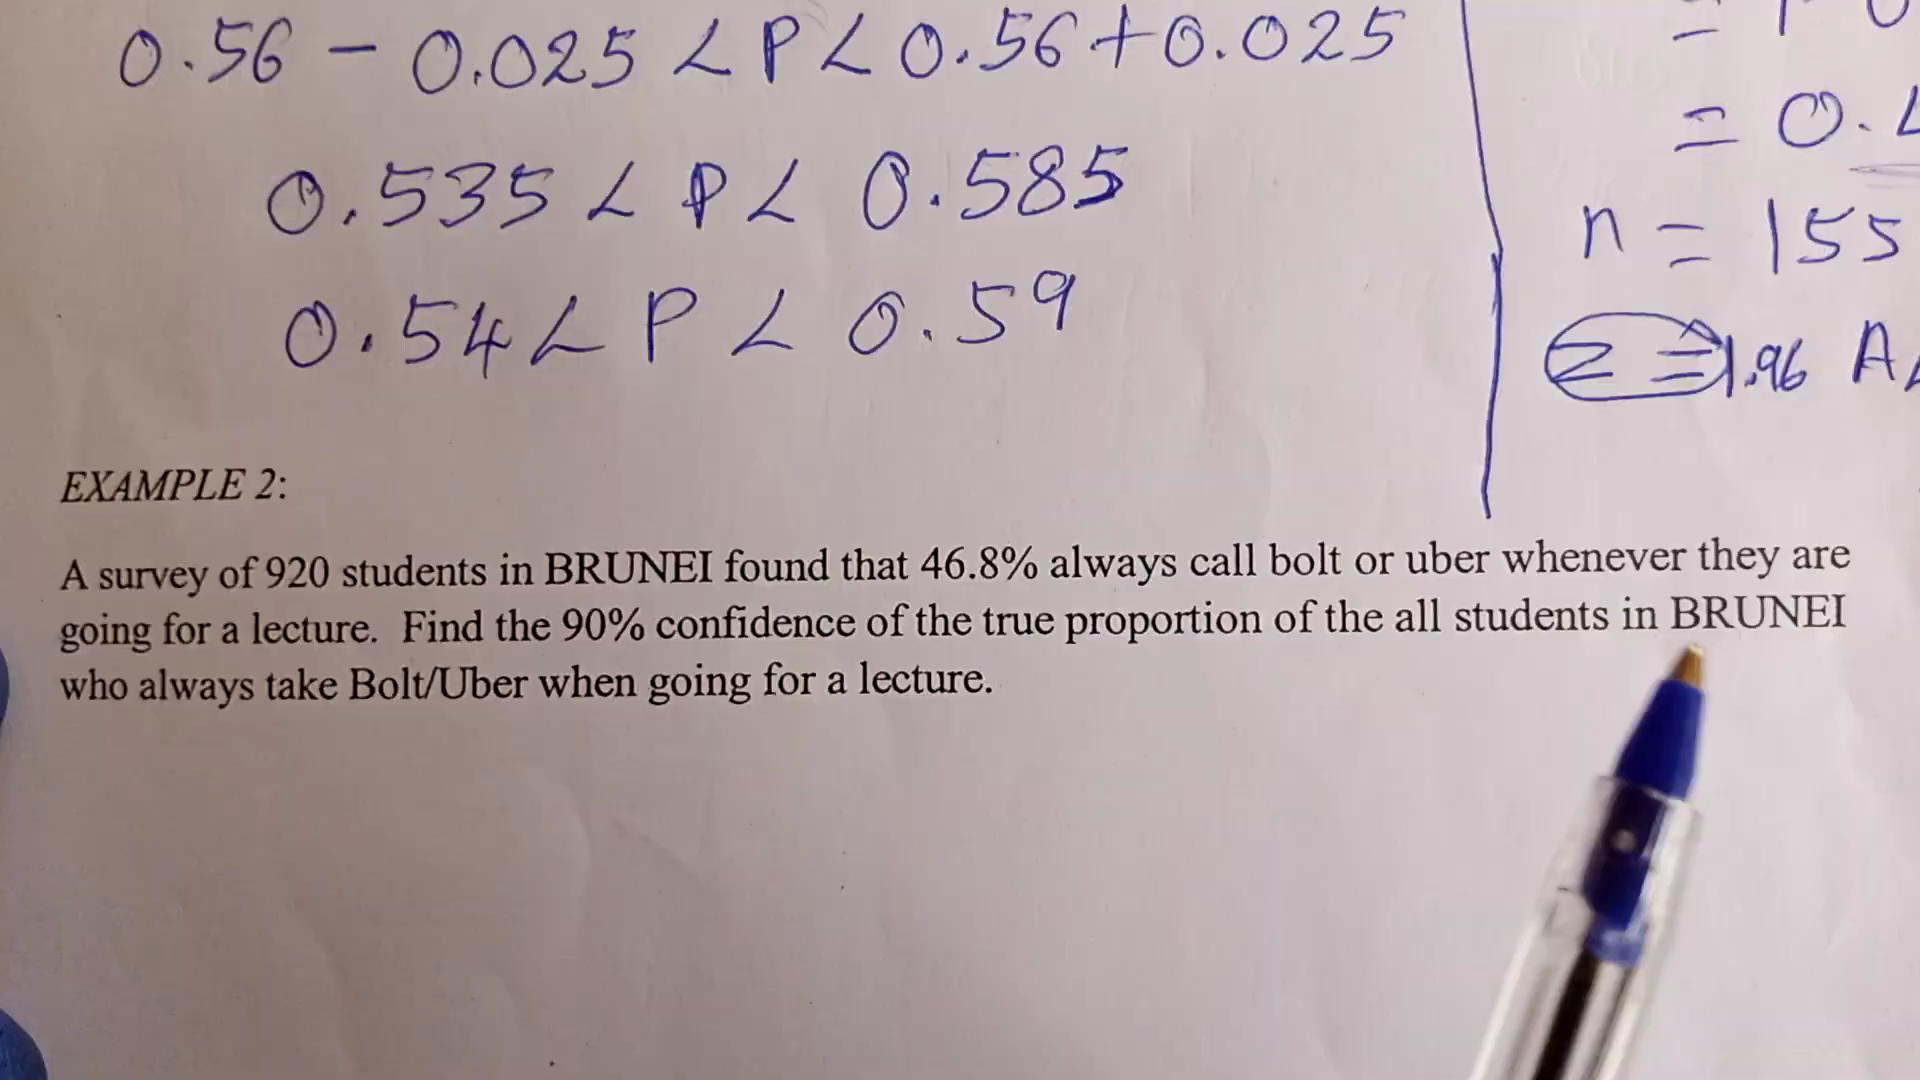 0.56 - 0.025 < P < 0.56 + 0.025
0.535 < P < 0.585
0.54 < P < 0.59
= 0.
n = 155
z = 1.96
EXAMPLE 2:
A survey of 920 students in BRUNEI found that 46.8% always call bolt or uber whenever they are
going for a lecture. Find the 90% confidence of the true proportion of the all students in BRUNEI
who always take Bolt/Uber when going for a lecture.